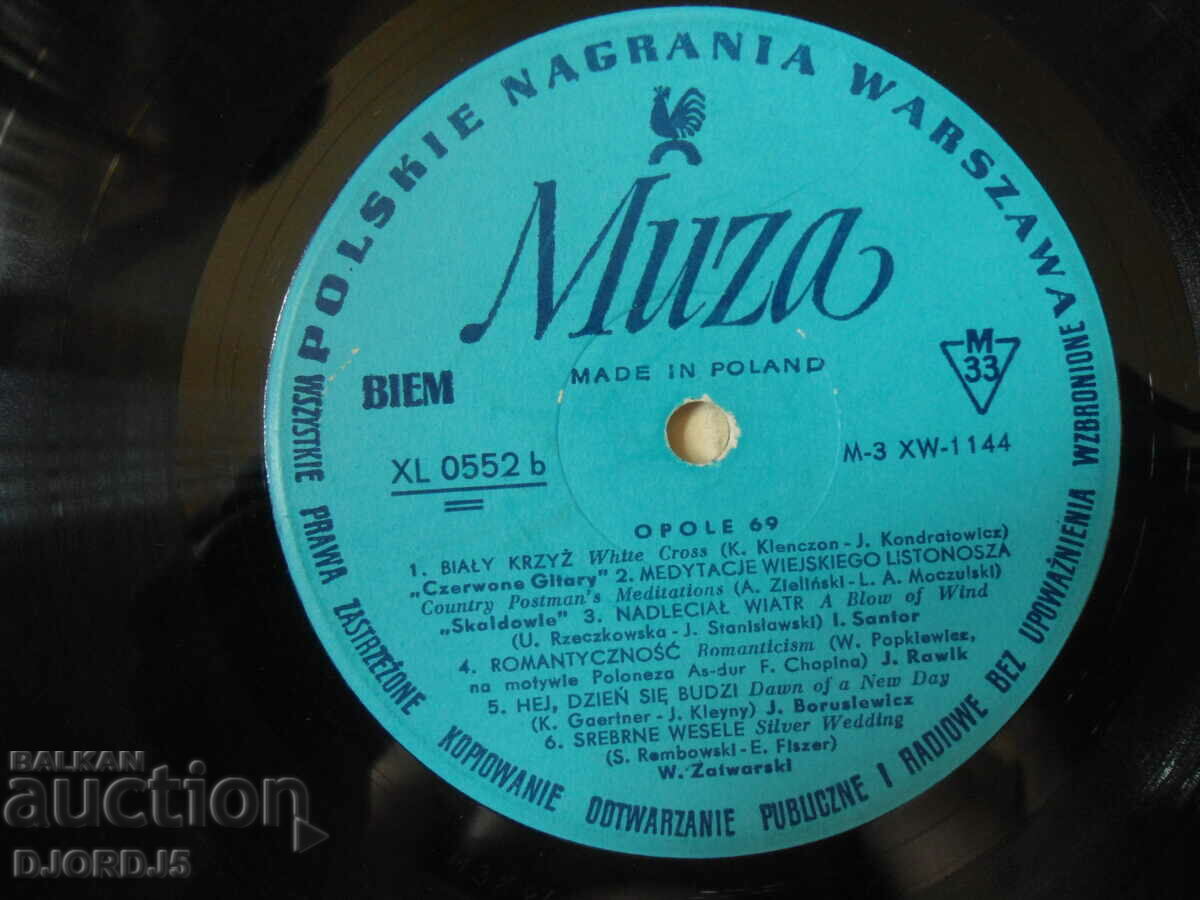 POLSKIE NAGRANIA WARSZAWA
Muza
MADE IN POLAND
BIEM
M
33
XL 0552 b
M-3 XW-1144
OPOLE 69
1. BIAŁY KRZYŻ White Cross (K. Klenczon-J. Kondratowicz)
„Czerwone Gitary" 2. MEDYTACJE WIEJSKIEGO LISTONOSZA
Country Postman's Meditations (A. Zieliński-L. A. Moczulski)
„Skaldowie" 3. NADLECIAŁ WIATR A Blow of Wind
(U. Rzeczkowska-J. Stanisławski) I. Santor
4. ROMANTYCZNOŚĆ Romanticism (W. Popkiewicz,
na motywie Poloneza As-dur F. Chopina) J. Rawik
5. HEJ, DZIEŃ SIĘ BUDZI Dawn of a New Day
(K. Gaertner-J. Kleyny) J. Borusiewicz
6. SREBRNE WESELE Silver Wedding
(S. Rembowski-E. Fiszer)
W. Zatwarski
WSZYSTKIE PRAWA ZASTRZEŻONE KOPIOWANIE ODTWARZANIE PUBLICZNE I RADIOWE BEZ UPOWAŻNIENIA WZBRONIONE
BALKAN
auction
DJORD_J5